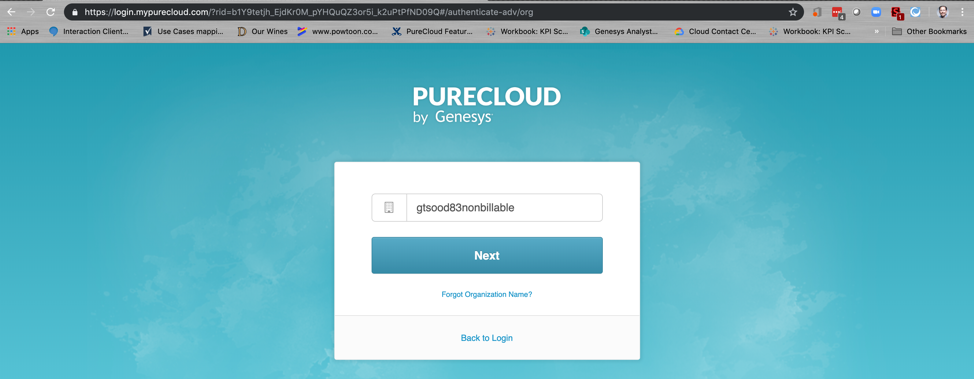 https://login.mypurecloud.com/?rid=b1Y9tetjh_EjdKr0M_pYHQuQZ3or5i_k2uPtPfND09Q#/authenticate-adv/org
4
1
Apps Interaction Client... Use Cases mappi... Our Wines www.powtoon.co... PureCloud Featur... Workbook: KPI Sc... Genesys Analyst... Cloud Contact Ce... Workbook: KPI Sc... » Other Bookmarks
PURECLOUD
by Genesys
gtsood83nonbillable
Next
Forgot Organization Name?
Back to Login